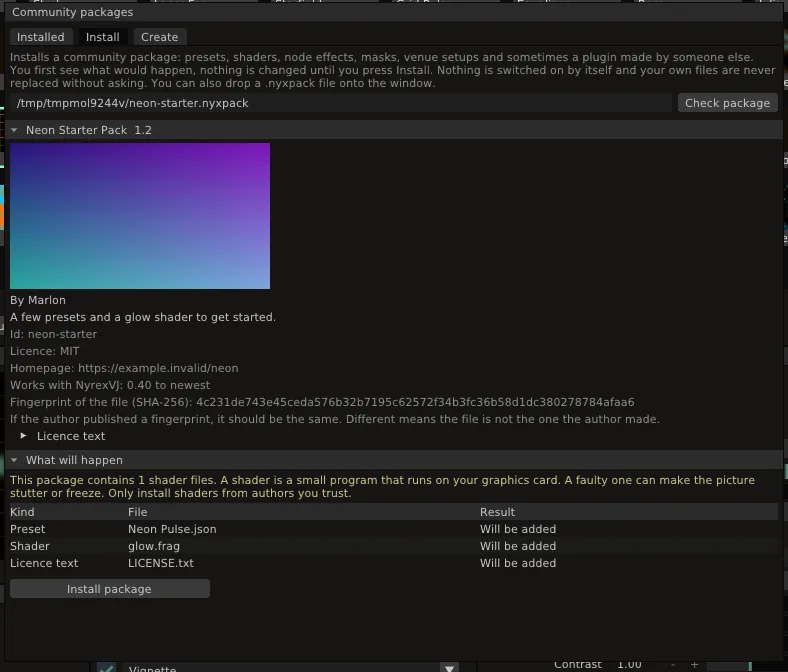 Community packages
Installed Install Create
Installs a community package: presets, shaders, node effects, masks, venue setups and sometimes a plugin made by someone else.
You first see what would happen, nothing is changed until you press Install. Nothing is switched on by itself and your own files are never
replaced without asking. You can also drop a .nyxpack file onto the window.
/tmp/tmpmol9244v/neon-starter.nyxpack Check package
Neon Starter Pack 1.2
By Marlon
A few presets and a glow shader to get started.
Id: neon-starter
Licence: MIT
Homepage: https://example.invalid/neon
Works with NyrexVJ: 0.40 to newest
Fingerprint of the file (SHA-256): 4c231de743e45ceda576b32b7195c62572f34b3fc36b58d1dc380278784afaa6
If the author published a fingerprint, it should be the same. Different means the file is not the one the author made.
Licence text
What will happen
This package contains 1 shader files. A shader is a small program that runs on your graphics card. A faulty one can make the picture
stutter or freeze. Only install shaders from authors you trust.
Kind File Result
Preset Neon Pulse.json Will be added
Shader glow.frag Will be added
Licence text LICENSE.txt Will be added
Install package
Vignette Contrast 1.00 - +